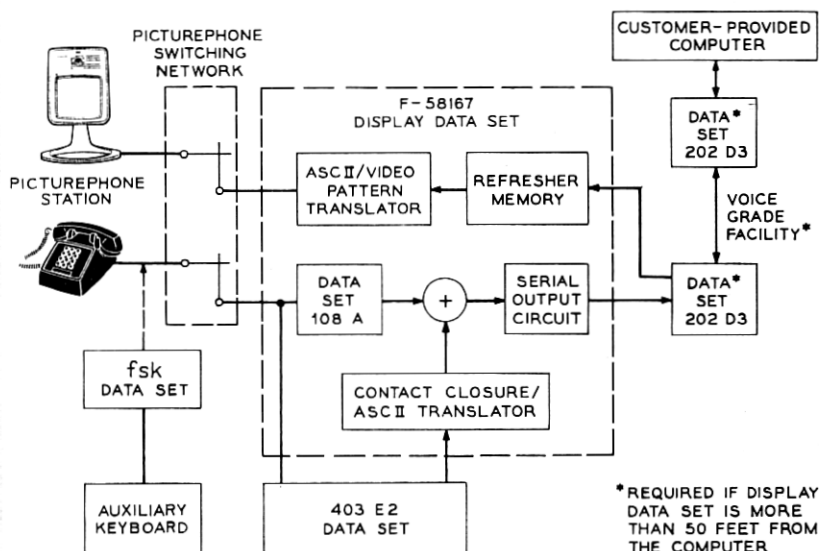 PICTUREPHONE
SWITCHING
NETWORK
PICTUREPHONE
STATION
F-58167
DISPLAY DATA SET
ASCII/VIDEO
PATTERN
TRANSLATOR
REFRESHER
MEMORY
DATA
SET
108 A
+
SERIAL
OUTPUT
CIRCUIT
CONTACT CLOSURE/
ASCII TRANSLATOR
CUSTOMER-PROVIDED
COMPUTER
DATA*
SET
202 D3
VOICE
GRADE
FACILITY*
DATA*
SET
202 D3
fsk
DATA SET
AUXILIARY
KEYBOARD
403 E2
DATA SET
*REQUIRED IF DISPLAY
DATA SET IS MORE
THAN 50 FEET FROM
THE COMPUTER